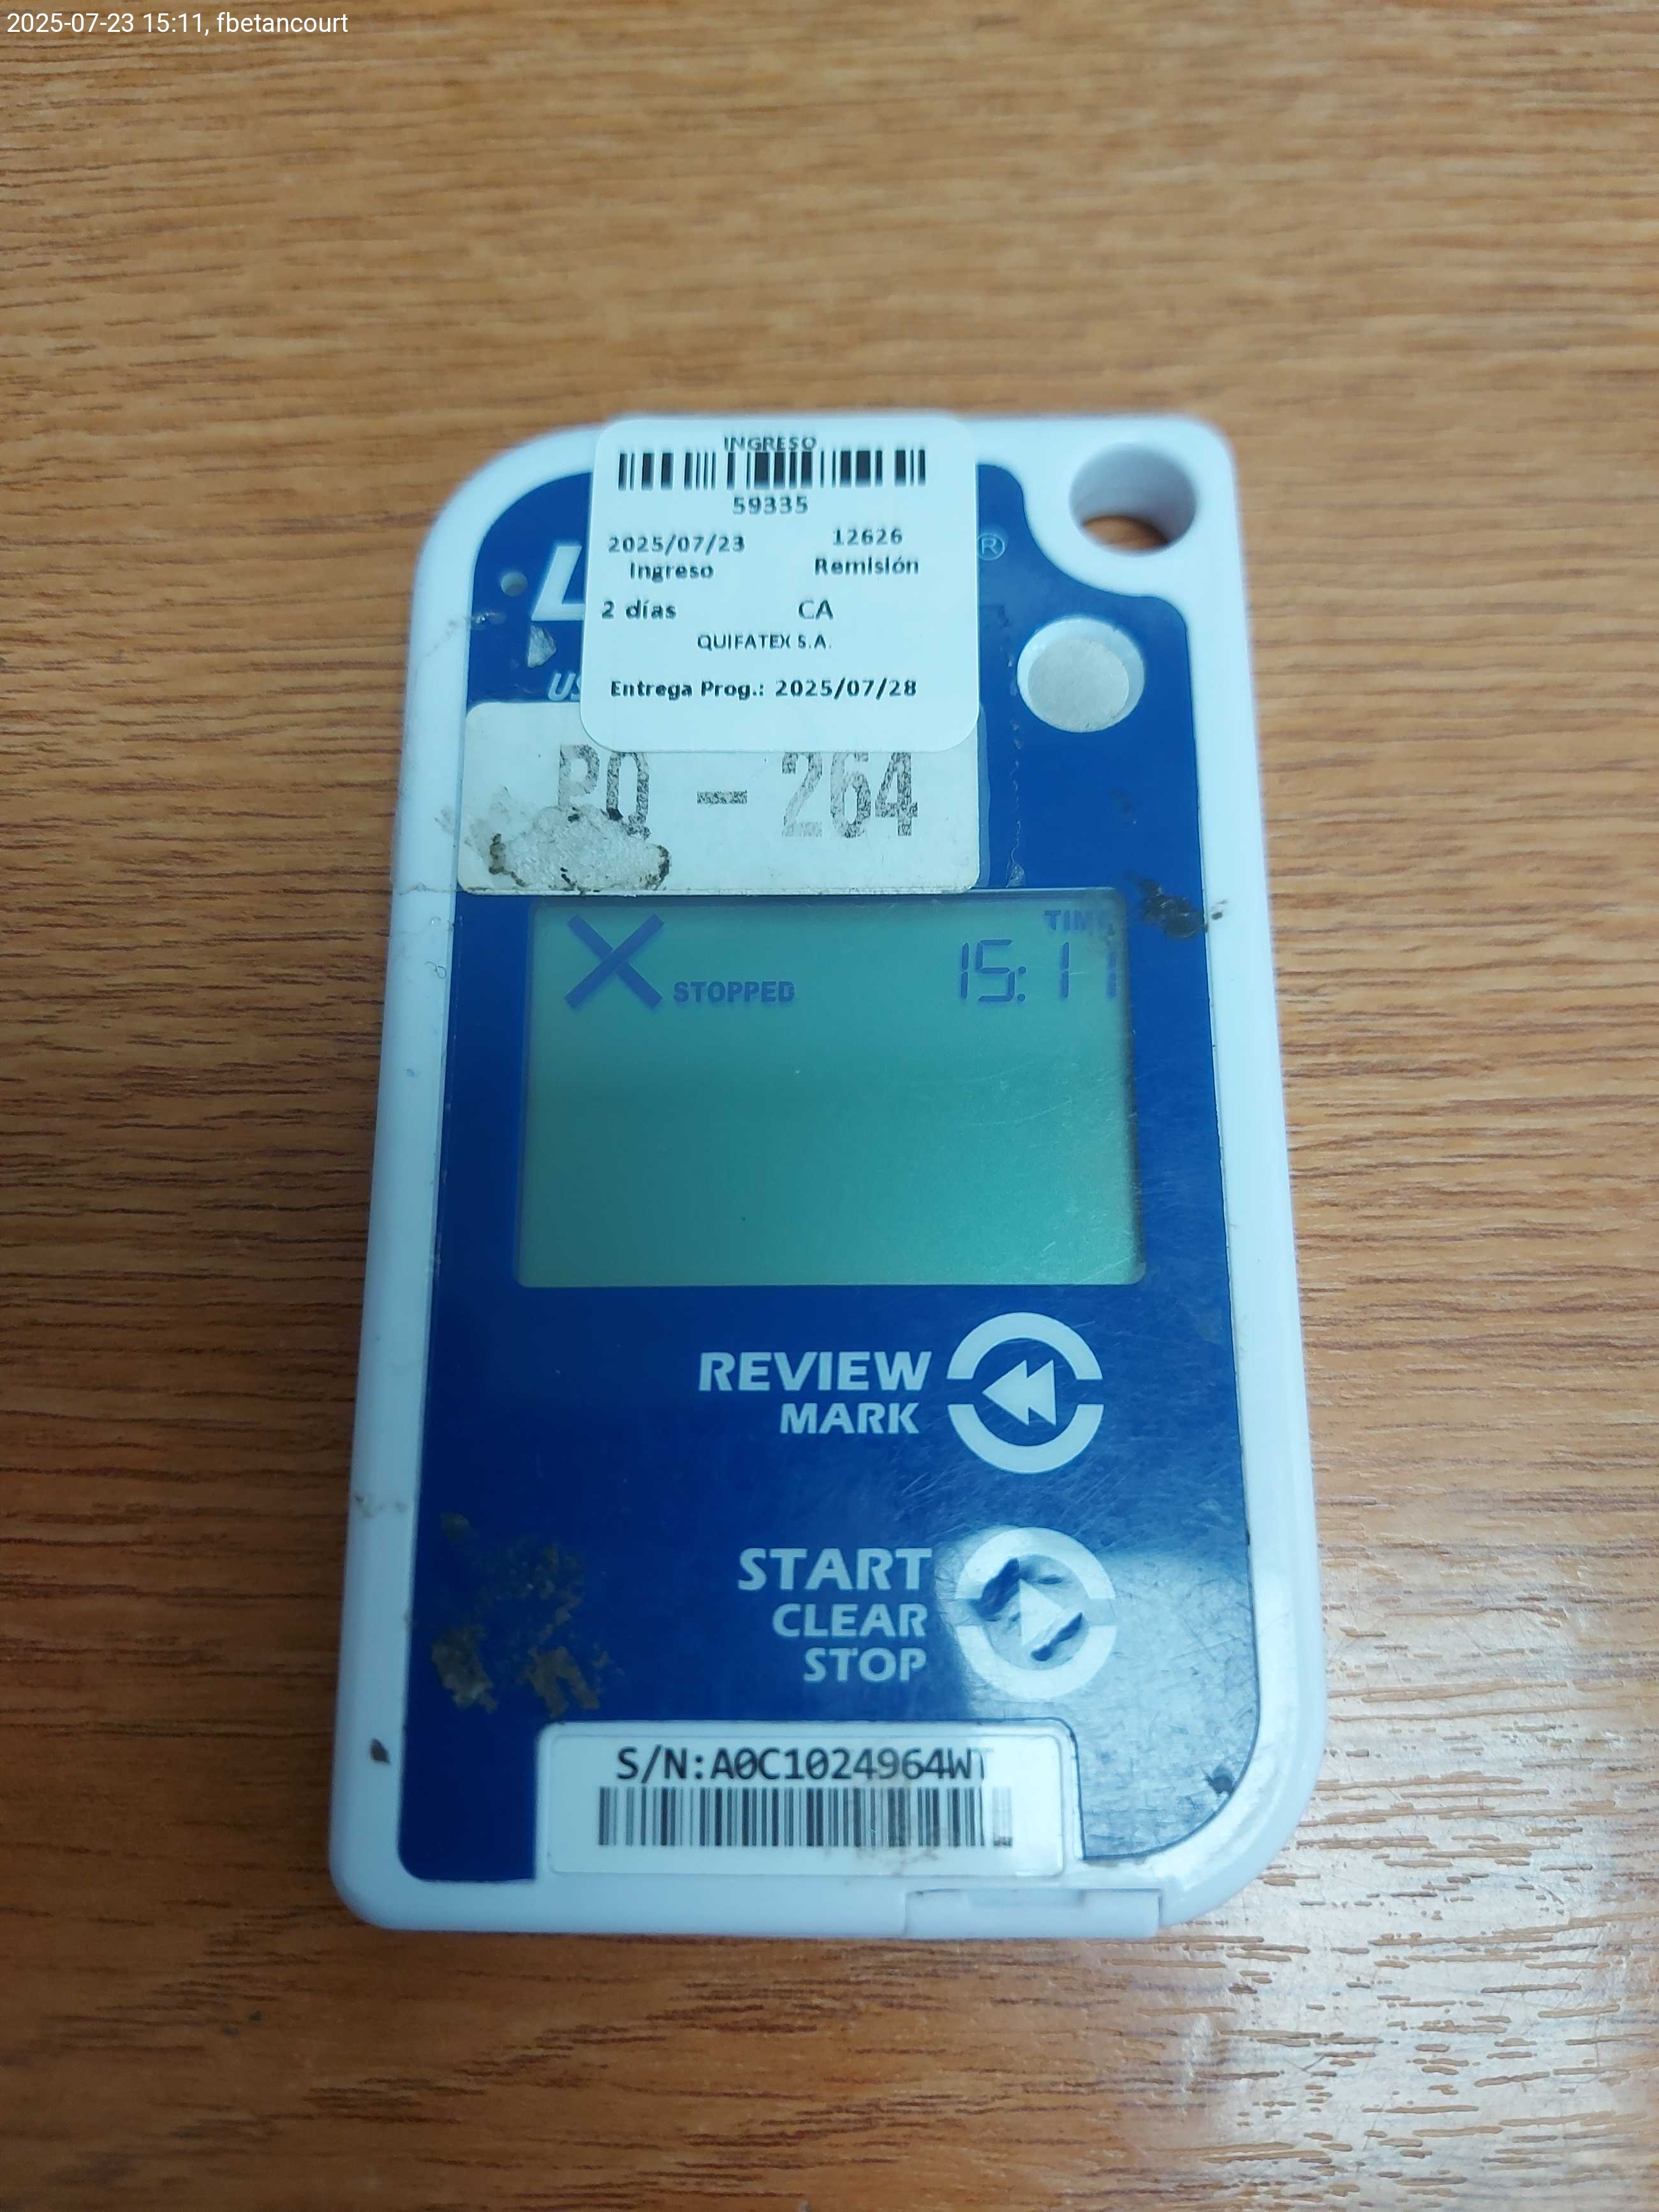 2025-07-23 15:11, fbetancourt
INGRESO
59335
2025/07/23 12626
Ingreso Remisión
2 días CA
QUIFATEX S.A.
Entrega Prog.: 2025/07/28
®
- 264
TIME
STOPPED 15:11
REVIEW
MARK
START
CLEAR
STOP
S/N:A0C1024964WT